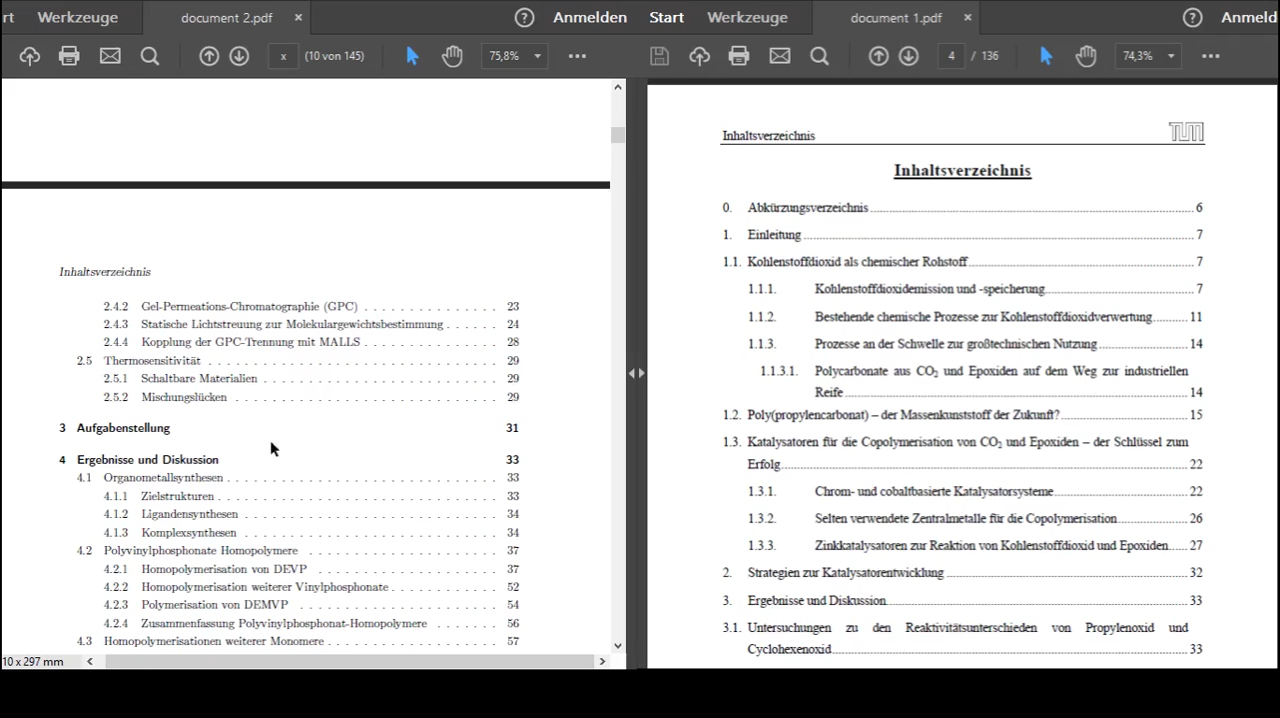 rt Werkzeuge document 2.pdf × ? Anmelden
x (10 von 145) 75,8% •••
Inhaltsverzeichnis
2.4.2 Gel-Permeations-Chromatographie (GPC) . . . . . . . . . . . . . . 23
2.4.3 Statische Lichtstreuung zur Molekulargewichtsbestimmung . . . . . . 24
2.4.4 Kopplung der GPC-Trennung mit MALLS . . . . . . . . . . . . . . 28
2.5 Thermosensitivität . . . . . . . . . . . . . . . . . . . . . . . . . . 29
2.5.1 Schaltbare Materialien . . . . . . . . . . . . . . . . . . . . . . 29
2.5.2 Mischungslücken . . . . . . . . . . . . . . . . . . . . . . . . . 29
3 Aufgabenstellung 31
4 Ergebnisse und Diskussion 33
4.1 Organometallsynthesen . . . . . . . . . . . . . . . . . . . . . . . . 33
4.1.1 Zielstrukturen . . . . . . . . . . . . . . . . . . . . . . . . . . 33
4.1.2 Ligandensynthesen . . . . . . . . . . . . . . . . . . . . . . . . 34
4.1.3 Komplexsynthesen . . . . . . . . . . . . . . . . . . . . . . . . 34
4.2 Polyvinylphosphonate Homopolymere . . . . . . . . . . . . . . . . . . 37
4.2.1 Homopolymerisation von DEVP . . . . . . . . . . . . . . . . . . 37
4.2.2 Homopolymerisation weiterer Vinylphosphonate . . . . . . . . . . . 52
4.2.3 Polymerisation von DEMVP . . . . . . . . . . . . . . . . . . . . 54
4.2.4 Zusammenfassung Polyvinylphosphonat-Homopolymere . . . . . . . 56
4.3 Homopolymerisationen weiterer Monomere . . . . . . . . . . . . . . . . 57
10 x 297 mm
Start Werkzeuge document 1.pdf × ? Anmeld
4 / 136 74,3% •••
Inhaltsverzeichnis TUM
Inhaltsverzeichnis
0. Abkürzungsverzeichnis ........ 6
1. Einleitung ........ 7
1.1. Kohlenstoffdioxid als chemischer Rohstoff ........ 7
1.1.1. Kohlenstoffdioxidemission und -speicherung ........ 7
1.1.2. Bestehende chemische Prozesse zur Kohlenstoffdioxidverwertung ........ 11
1.1.3. Prozesse an der Schwelle zur großtechnischen Nutzung ........ 14
1.1.3.1. Polycarbonate aus CO₂ und Epoxiden auf dem Weg zur industriellen
Reife ........ 14
1.2. Poly(propylencarbonat) – der Massenkunststoff der Zukunft? ........ 15
1.3. Katalysatoren für die Copolymerisation von CO₂ und Epoxiden – der Schlüssel zum
Erfolg ........ 22
1.3.1. Chrom- und cobaltbasierte Katalysatorsysteme ........ 22
1.3.2. Selten verwendete Zentralmetalle für die Copolymerisation ........ 26
1.3.3. Zinkkatalysatoren zur Reaktion von Kohlenstoffdioxid und Epoxiden ...... 27
2. Strategien zur Katalysatorentwicklung ........ 32
3. Ergebnisse und Diskussion ........ 33
3.1. Untersuchungen zu den Reaktivitätsunterschieden von Propylenoxid und
Cyclohexenoxid ........ 33